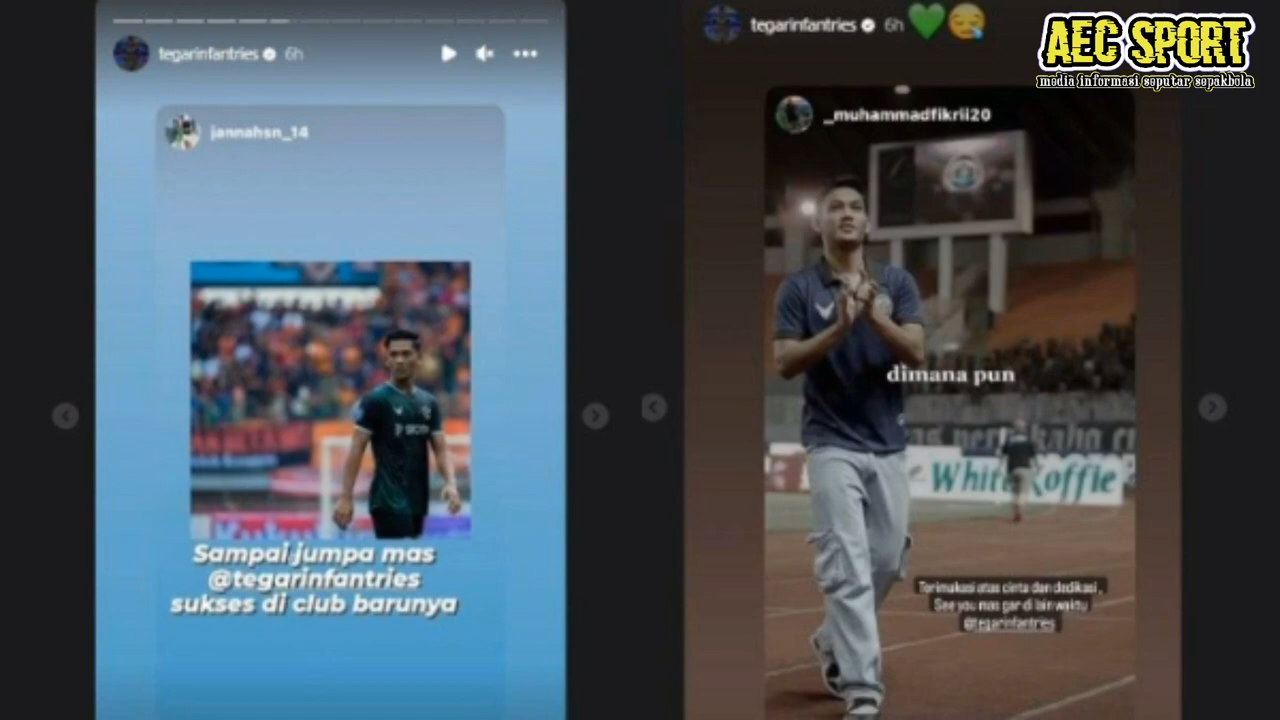 tegarinfantries 6h
jannahsn_14
Sampai jumpa mas
@tegarinfantries
sukses di club barunya
tegarinfantries 6h 💚😪
_muhammadfikrii20
dimana pun
White Koffie
Terimakasi atas cinta dan dedikasi,
See you mas gar di lain waktu
@tegarinfantries
AEC SPORT
media informasi seputar sepakbola